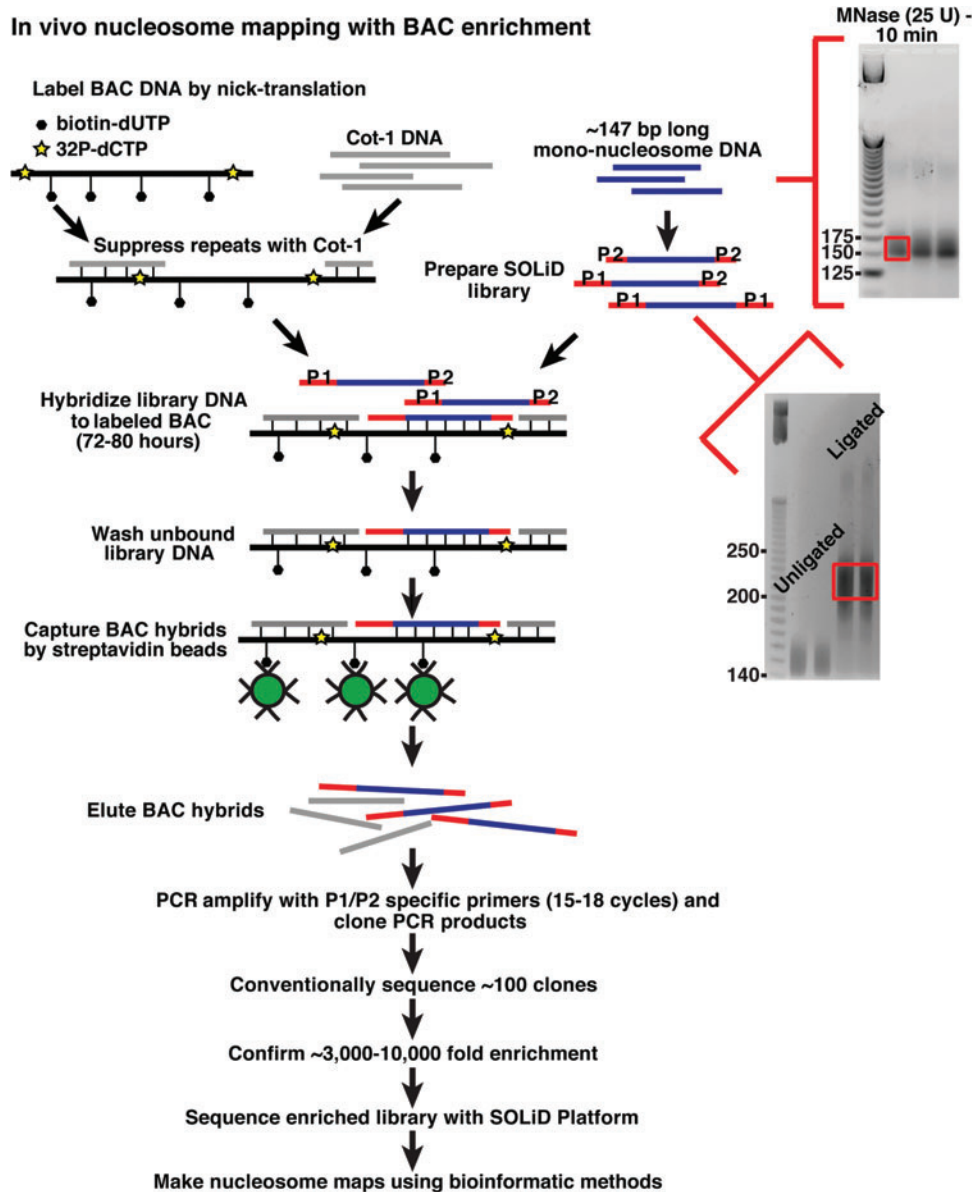 In vivo nucleosome mapping with BAC enrichment
MNase (25 U) -
10 min
Label BAC DNA by nick-translation
biotin-dUTP
32P-dCTP
Cot-1 DNA
~147 bp long
mono-nucleosome DNA
175
150
125
Suppress repeats with Cot-1
Prepare SOLiD
library
P2 P2
P1 P2
P1 P1
P1 P2
P1 P2
Hybridize library DNA
to labeled BAC
(72-80 hours)
Unligated
Ligated
250
200
140
Wash unbound
library DNA
Capture BAC hybrids
by streptavidin beads
Elute BAC hybrids
PCR amplify with P1/P2 specific primers (15-18 cycles) and
clone PCR products
Conventionally sequence ~100 clones
Confirm ~3,000-10,000 fold enrichment
Sequence enriched library with SOLiD Platform
Make nucleosome maps using bioinformatic methods